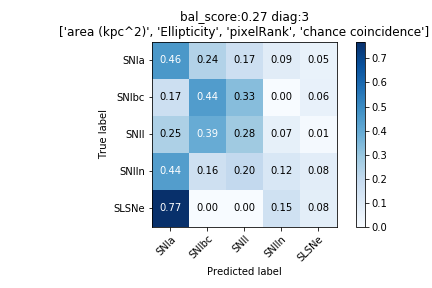 bal_score:0.27 diag:3
['area (kpc^2)', 'Ellipticity', 'pixelRank', 'chance coincidence']
SNIa 0.46 0.24 0.17 0.09 0.05
SNIbc 0.17 0.44 0.33 0.00 0.06
SNII 0.25 0.39 0.28 0.07 0.01
SNIIn 0.44 0.16 0.20 0.12 0.08
SLSNe 0.77 0.00 0.00 0.15 0.08
True label
SNIa SNIbc SNII SNIIn SLSNe
Predicted label
0.7
0.6
0.5
0.4
0.3
0.2
0.1
0.0